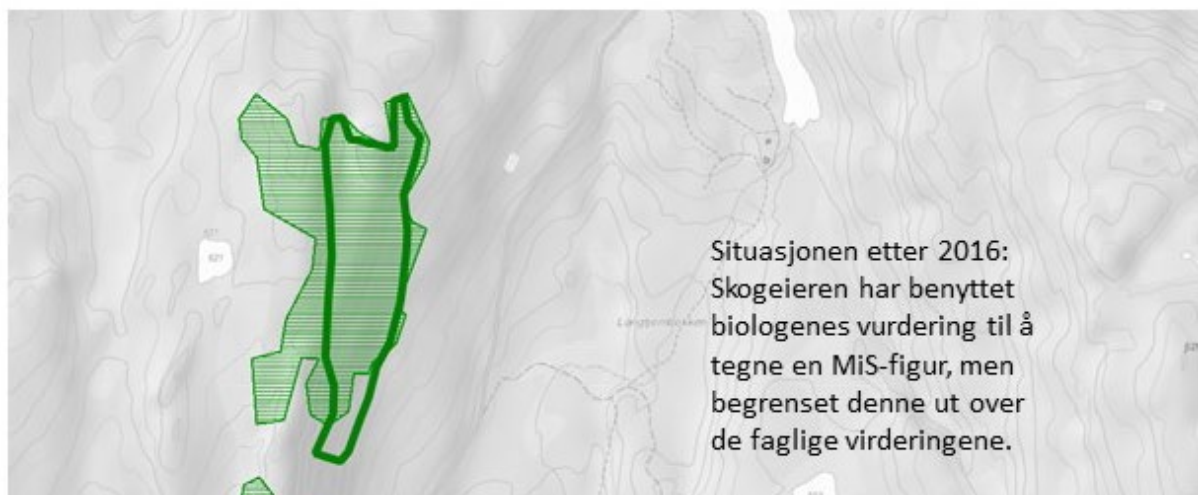 Situasjonen etter 2016:
Skogeieren har benyttet
biologenes vurdering til å
tegne en MiS-figur, men
begrenset denne ut over
de faglige virderingene.